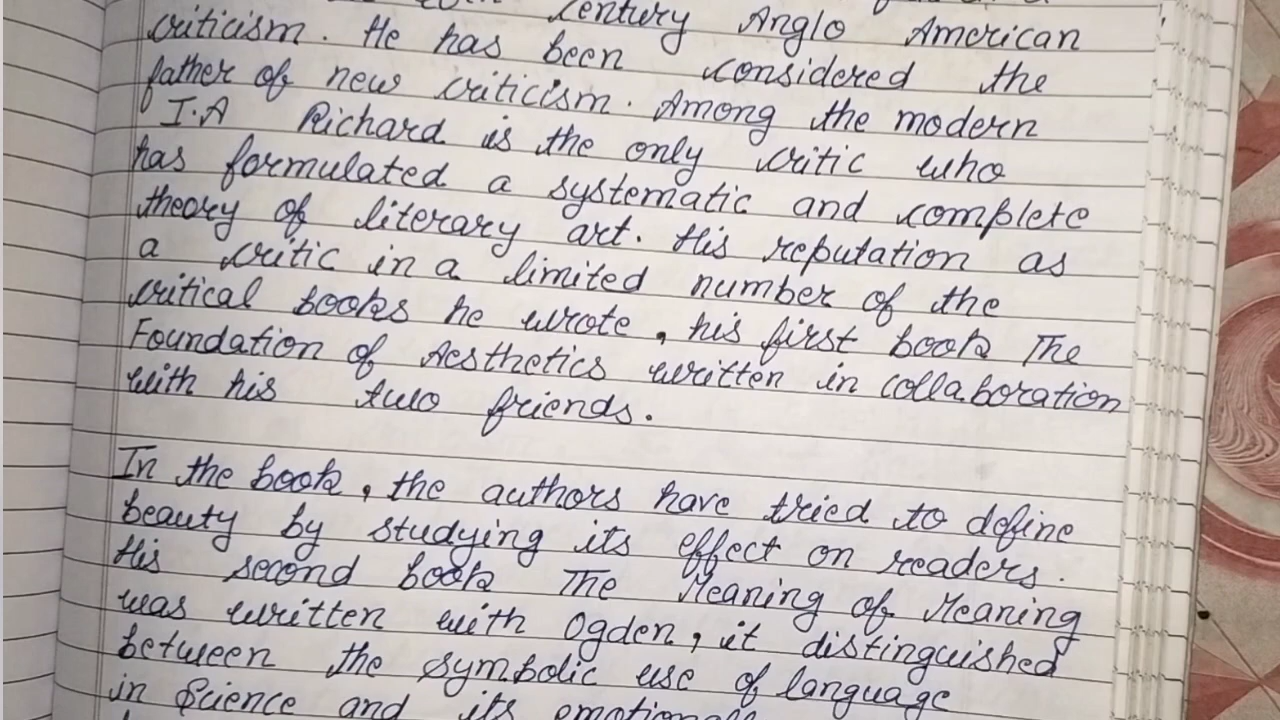 century Anglo American
criticism. He has been considered the
father of new criticism. Among the modern
I.A Richard is the only critic who
has formulated a systematic and complete
theory of literary art. His reputation as
a critic in a limited number of the
critical books he wrote, his first book The
Foundation of Aesthetics written in collaboration
with his two friends.
In the book, the authors have tried to define
beauty by studying its effect on readers.
His second book The Meaning of Meaning
was written with Ogden, it distinguished
between the symbolic use of language
in Science and its